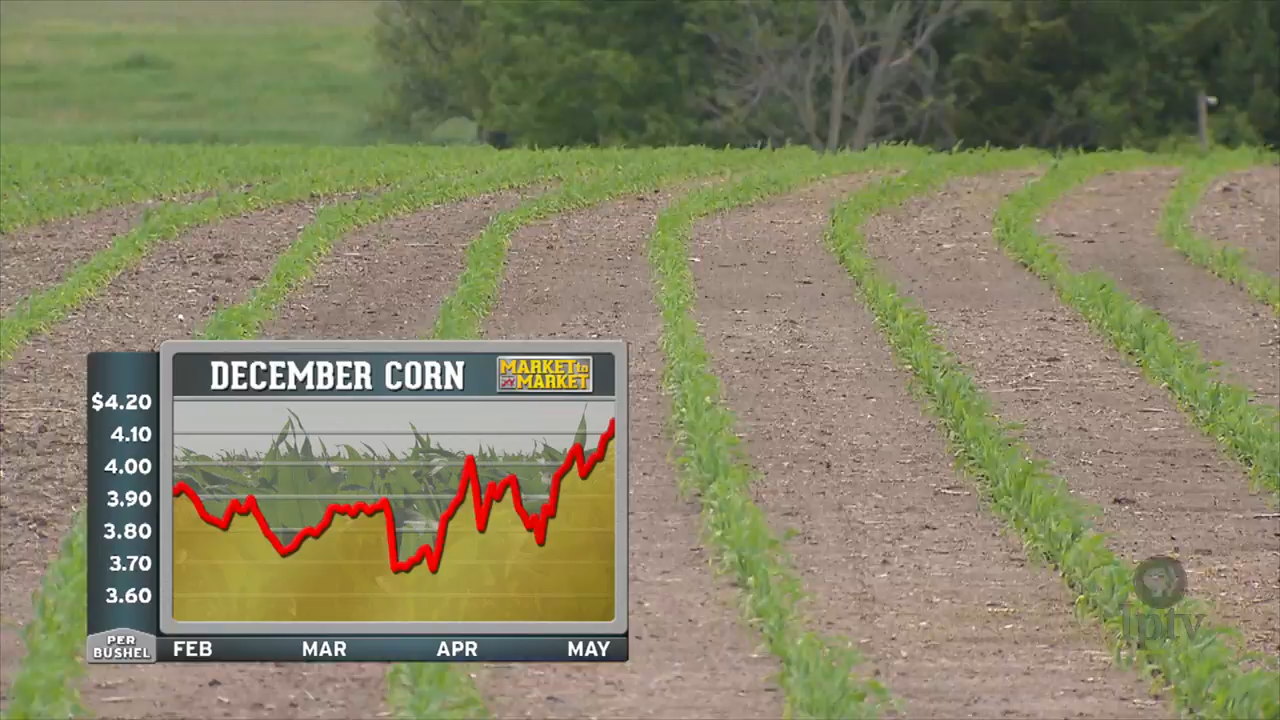 DECEMBER CORN
MARKET to
MARKET
$4.20
4.10
4.00
3.90
3.80
3.70
3.60
PER
BUSHEL
FEB MAR APR MAY
iptv